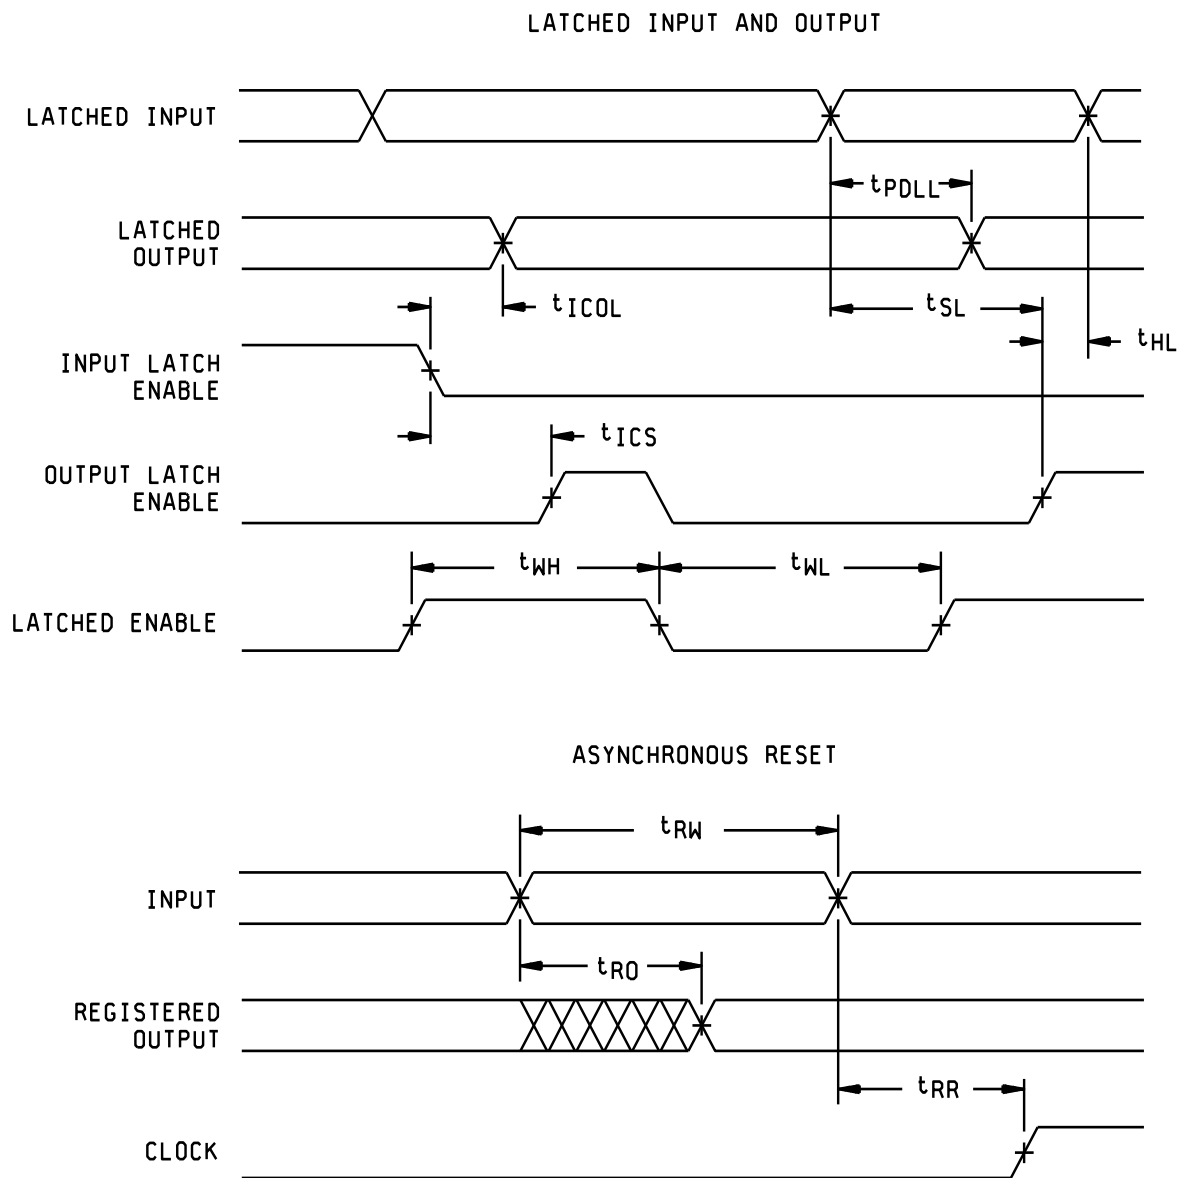 LATCHED INPUT AND OUTPUT
LATCHED INPUT
tPDLL
LATCHED
OUTPUT
tICOL
tSL
tHL
INPUT LATCH
ENABLE
tICS
OUTPUT LATCH
ENABLE
tWH
tWL
LATCHED ENABLE
ASYNCHRONOUS RESET
tRW
INPUT
tRO
REGISTERED
OUTPUT
tRR
CLOCK